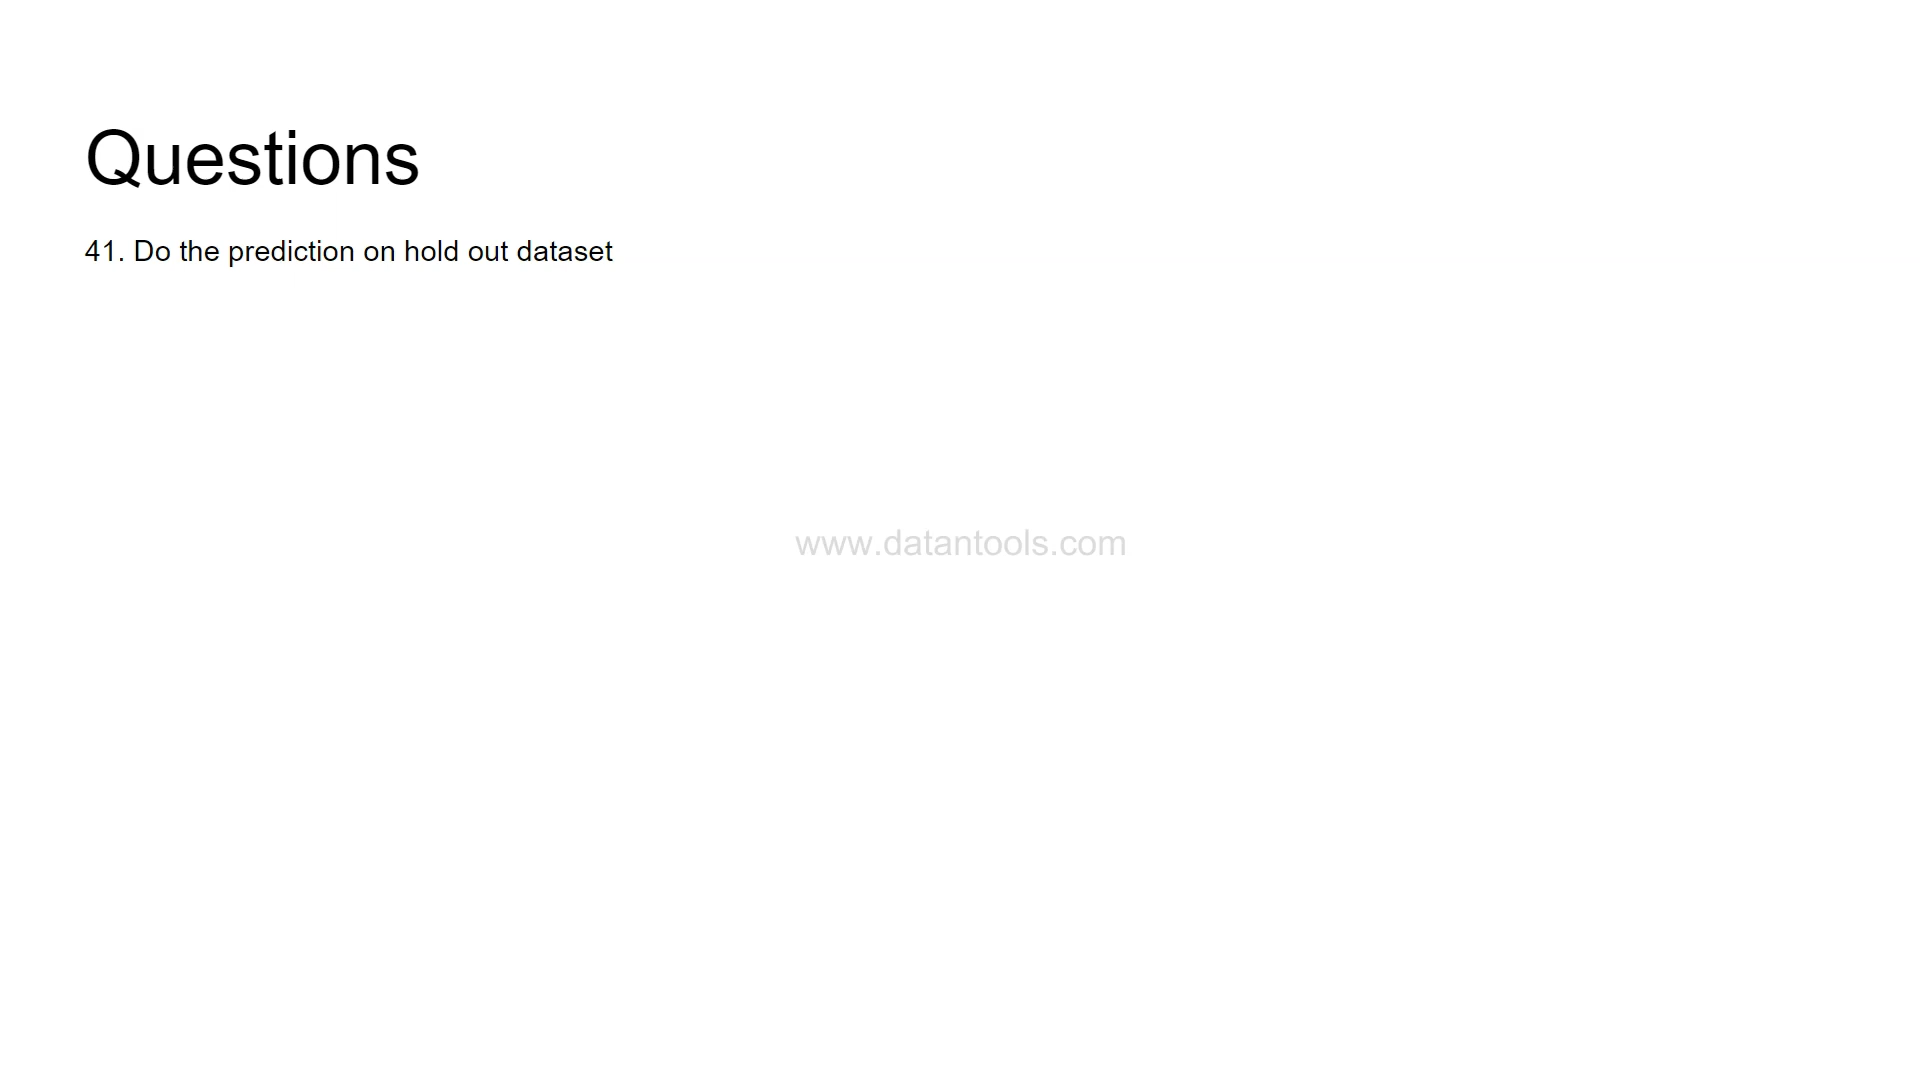 Questions
41. Do the prediction on hold out dataset
www.datantools.com